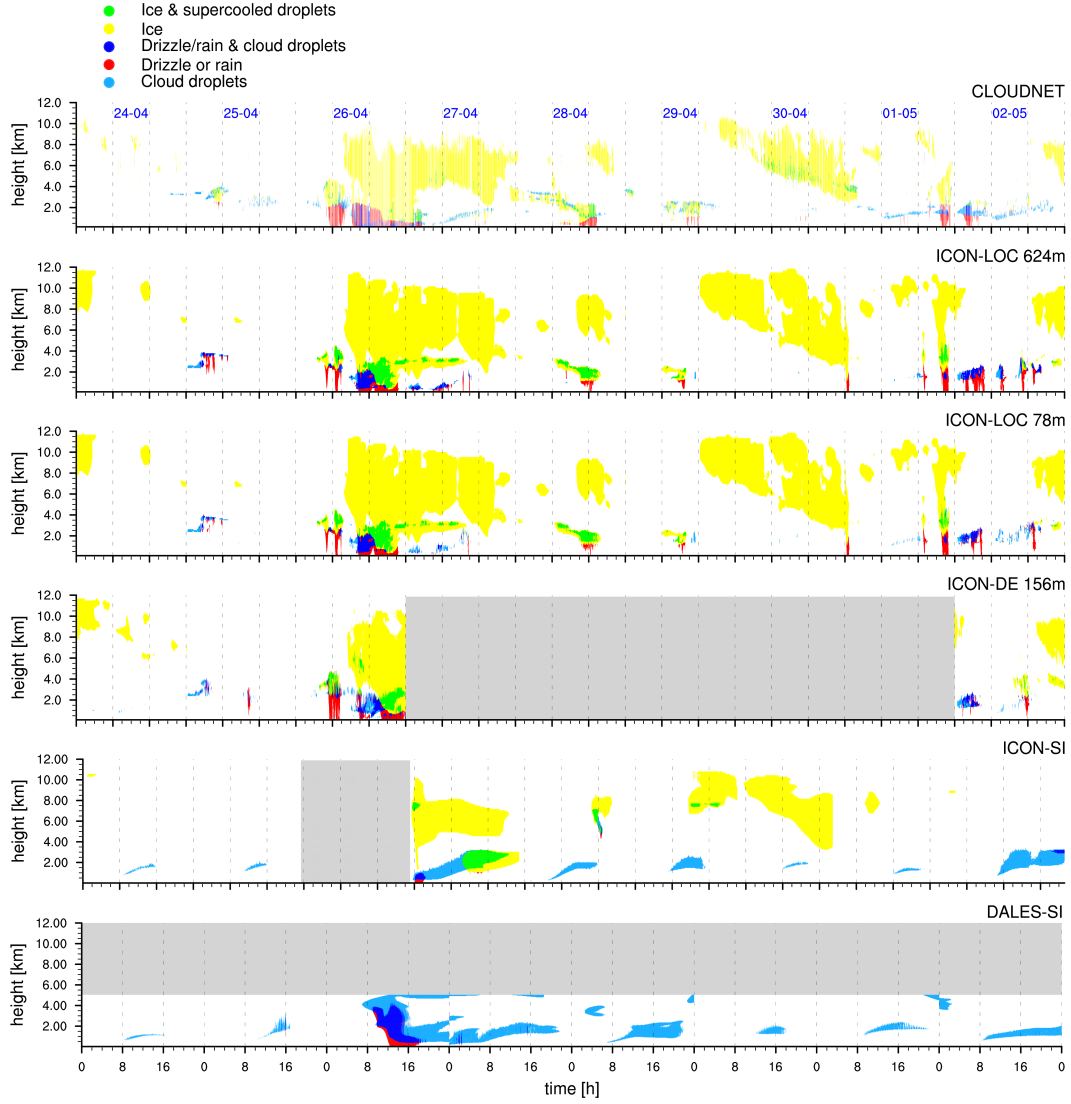 Ice & supercooled droplets
Ice
Drizzle/rain & cloud droplets
Drizzle or rain
Cloud droplets
CLOUDNET
12.0
10.0
8.0
6.0
4.0
2.0
height [km]
24-04 25-04 26-04 27-04 28-04 29-04 30-04 01-05 02-05
ICON-LOC 624m
12.0
10.0
8.0
6.0
4.0
2.0
height [km]
ICON-LOC 78m
12.0
10.0
8.0
6.0
4.0
2.0
height [km]
ICON-DE 156m
12.0
10.0
8.0
6.0
4.0
2.0
height [km]
ICON-SI
12.00
10.00
8.00
6.00
4.00
2.00
height [km]
DALES-SI
12.00
10.00
8.00
6.00
4.00
2.00
height [km]
0 8 16 0 8 16 0 8 16 0 8 16 0 8 16 0 8 16 0 8 16 0 8 16 0
time [h]